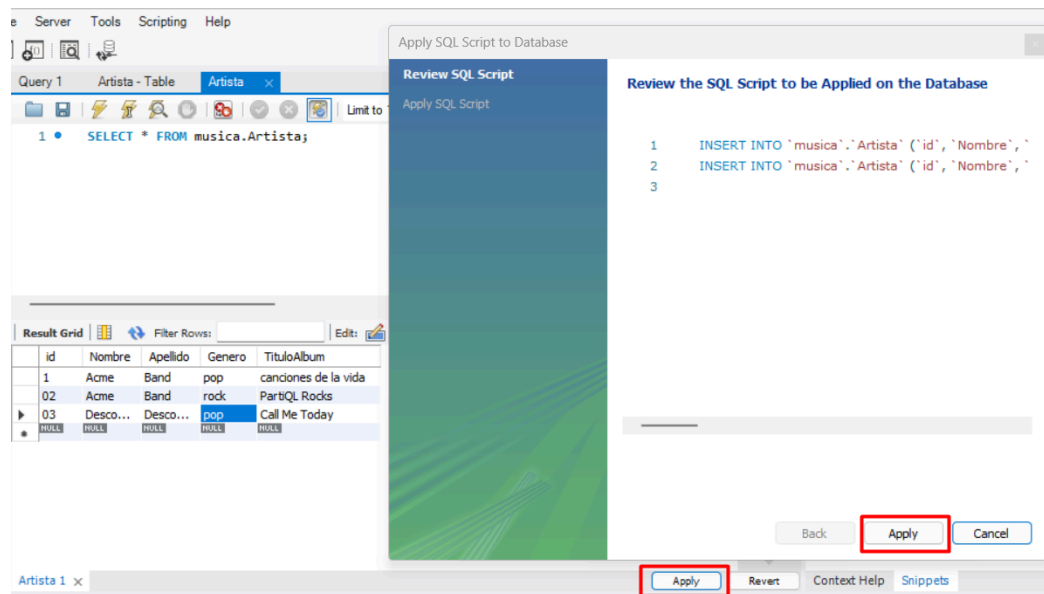 e Server Tools Scripting Help
Query 1 Artista - Table Artista
Limit to
1 SELECT * FROM musica.Artista;
Result Grid Filter Rows: Edit:
id Nombre Apellido Genero TituloAlbum
1 Acme Band pop canciones de la vida
02 Acme Band rock PartiQL Rocks
03 Desco... Desco... pop Call Me Today
NULL NULL NULL NULL NULL
Artista 1
Apply Revert Context Help Snippets
Apply SQL Script to Database
Review SQL Script
Apply SQL Script
Review the SQL Script to be Applied on the Database
1 INSERT INTO `musica`.`Artista` (`id`, `Nombre`, `
2 INSERT INTO `musica`.`Artista` (`id`, `Nombre`, `
3
Back Apply Cancel